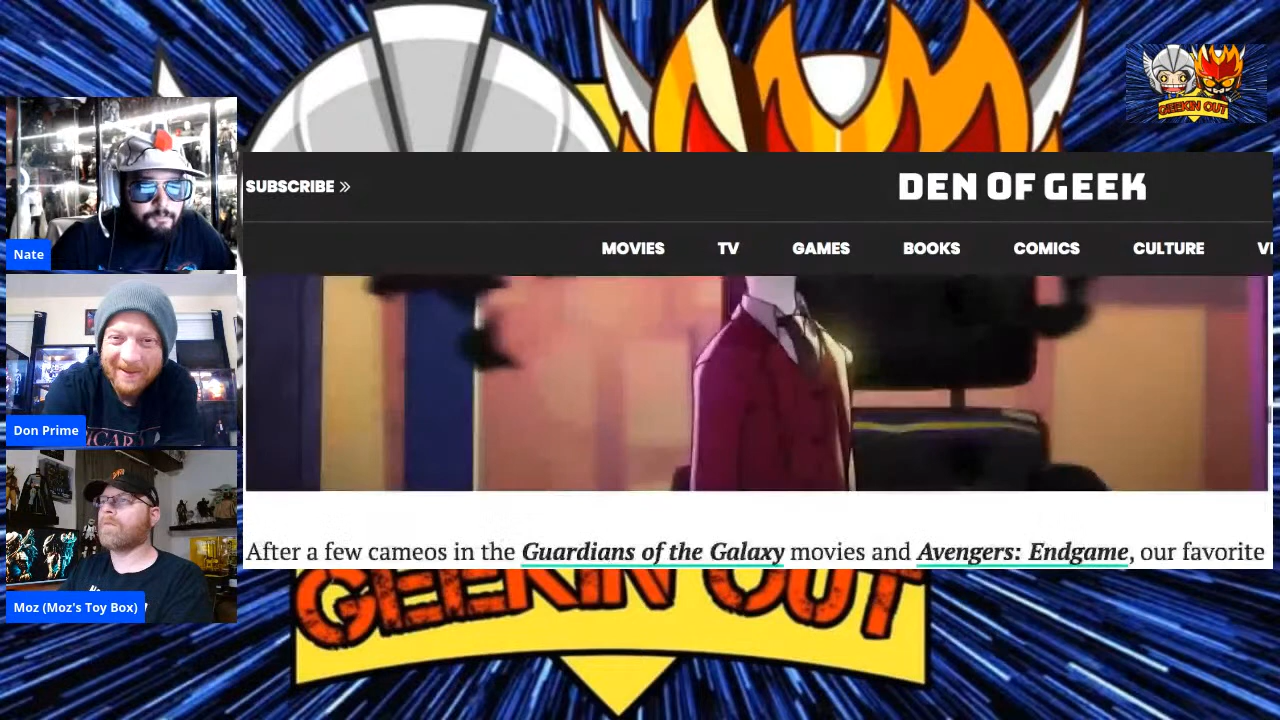 GEEKIN OUT
SUBSCRIBE »
DEN OF GEEK
MOVIES TV GAMES BOOKS COMICS CULTURE
Nate
Don Prime
Moz (Moz's Toy Box)
After a few cameos in the Guardians of the Galaxy movies and Avengers: Endgame, our favorite
GEEKIN OUT